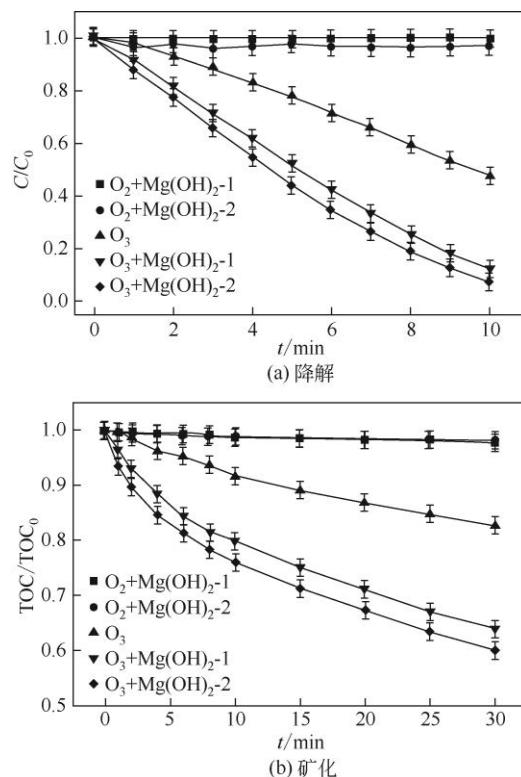 1.0
0.8
0.6
0.4
0.2
0.0
C/C₀
O₂+Mg(OH)₂-1
O₂+Mg(OH)₂-2
O₃
O₃+Mg(OH)₂-1
O₃+Mg(OH)₂-2
0 2 4 6 8 10
t/min
(a) 降解
1.0
0.9
0.8
0.7
0.6
0.5
TOC/TOC₀
O₂+Mg(OH)₂-1
O₂+Mg(OH)₂-2
O₃
O₃+Mg(OH)₂-1
O₃+Mg(OH)₂-2
0 5 10 15 20 25 30
t/min
(b) 矿化